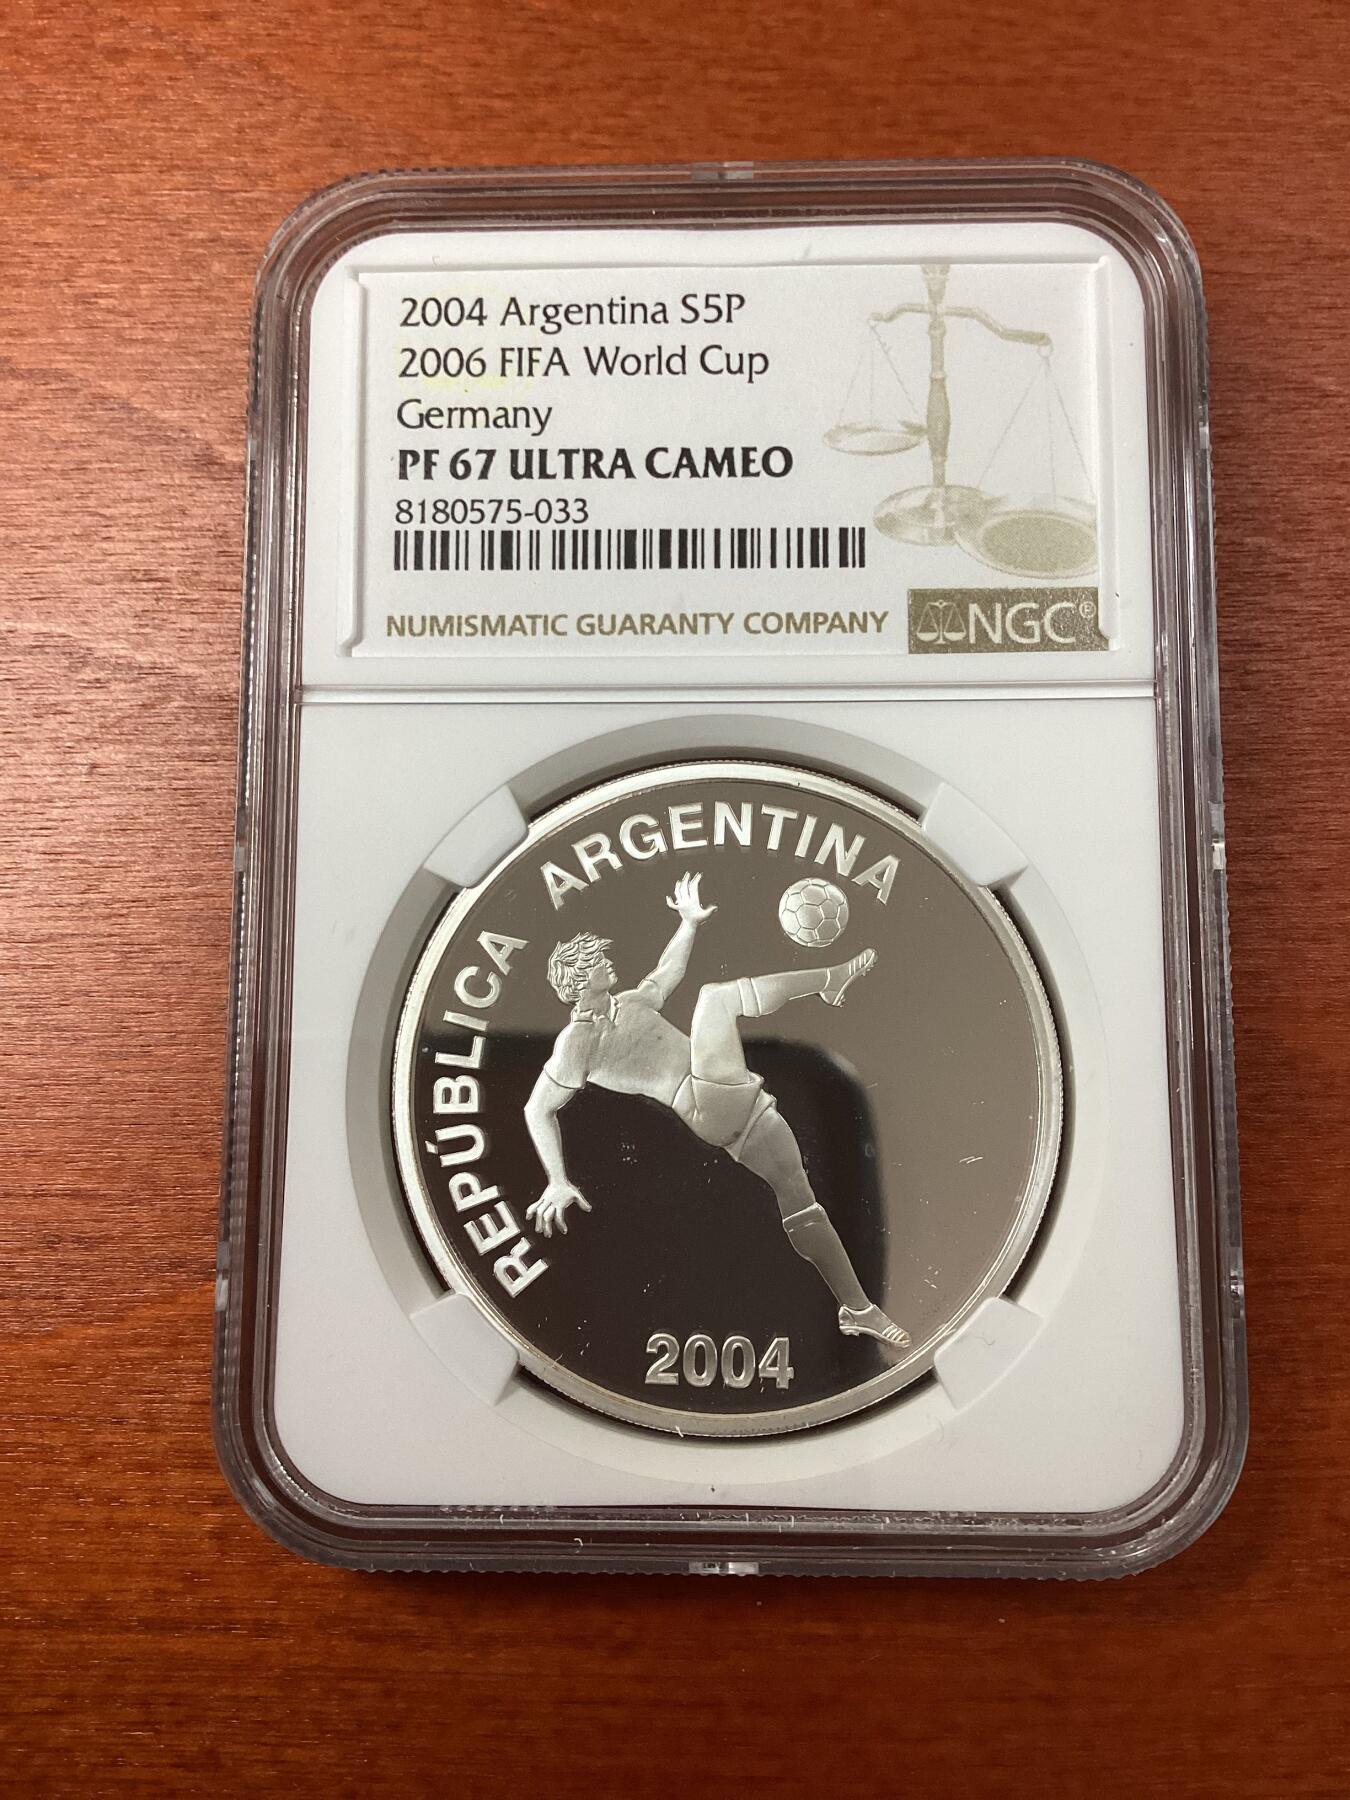 2004 Argentina S5P
2006 FIFA World Cup
Germany
PF 67 ULTRA CAMEO
8180575-033
NUMISMATIC GUARANTY COMPANY
NGC®
REPÚBLICA ARGENTINA
2004